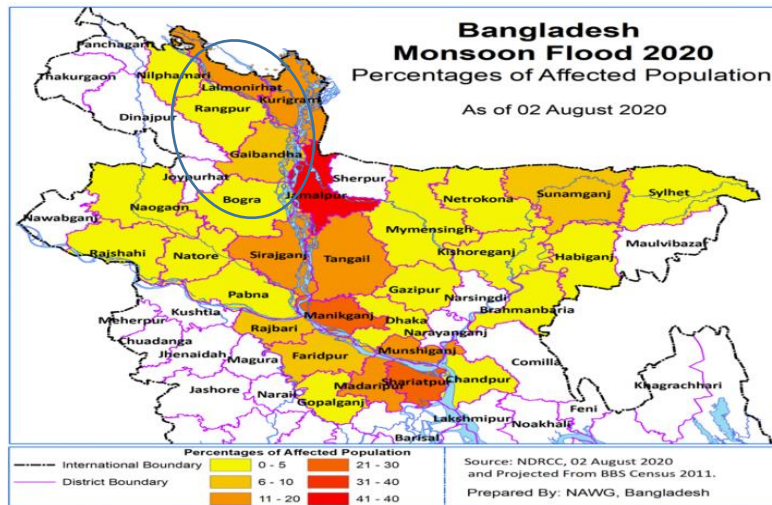 Bangladesh
Monsoon Flood 2020
Percentages of Affected Population
As of 02 August 2020
Panchagarh
Thakurgaon
Nilphamari
Lalmonirhat
Kurigram
Rangpur
Dinajpur
Gaibandha
Joypurhat
Sherpur
Jamalpur
Bogra
Naogaon
Nawabganj
Netrokona
Sunamganj
Sylhet
Mymensingh
Kishoreganj
Habiganj
Maulvibazar
Rajshahi
Natore
Sirajganj
Tangail
Gazipur
Narsingdi
Brahmanbaria
Pabna
Kushtia
Meherpur
Chuadanga
Jhenaidah
Magura
Rajbari
Manikganj
Dhaka
Narayanganj
Munshiganj
Faridpur
Comilla
Khagrachhari
Jashore
Narail
Gopalganj
Madaripur
Shariatpur
Chandpur
Lakshmipur
Noakhali
Feni
Barisal
Percentages of Affected Population
International Boundary
District Boundary
0 - 5
6 - 10
11 - 20
21 - 30
31 - 40
41 - 40
Source: NDRCC, 02 August 2020
and Projected From BBS Census 2011.
Prepared By: NAWG, Bangladesh